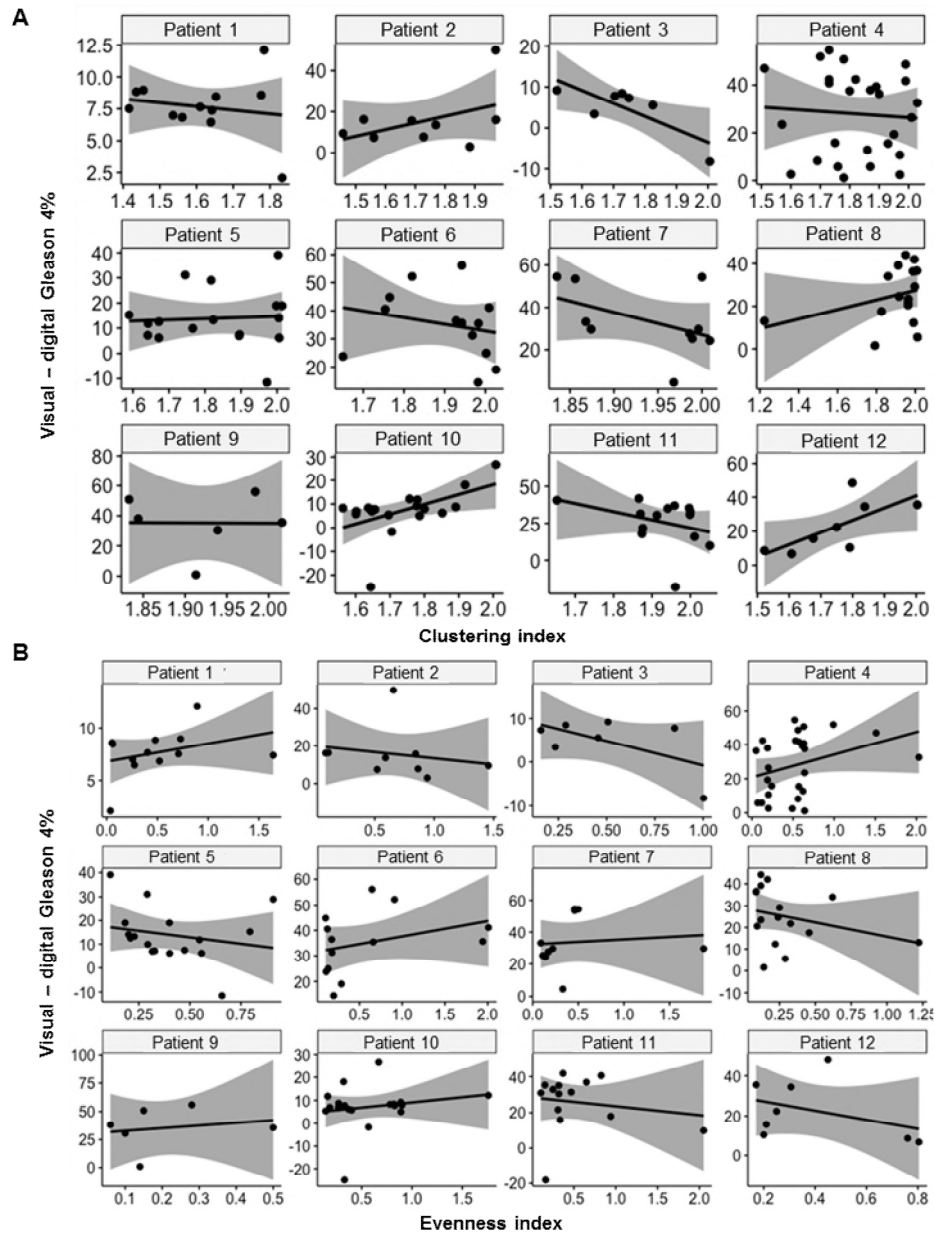 A
Patient 1 Patient 2 Patient 3 Patient 4
12.5 10.0 7.5 5.0 2.5
40 20 0
20 10 0 -10
40 20 0
1.4 1.5 1.6 1.7 1.8
1.5 1.6 1.7 1.8 1.9
1.5 1.6 1.7 1.8 1.9 2.0
1.5 1.6 1.7 1.8 1.9 2.0
Patient 5 Patient 6 Patient 7 Patient 8
40 30 20 10 0 -10
60 50 40 30 20
60 40 20
40 20 0
1.6 1.7 1.8 1.9 2.0
1.7 1.8 1.9 2.0
1.85 1.90 1.95 2.00
1.2 1.4 1.6 1.8 2.0
Patient 9 Patient 10 Patient 11 Patient 12
80 60 40 20 0
30 20 10 0 -10 -20
75 50 25 0
60 40 20 0
1.85 1.90 1.95 2.00
1.6 1.7 1.8 1.9 2.0
1.7 1.8 1.9 2.0
1.5 1.6 1.7 1.8 1.9 2.0
Visual – digital Gleason 4%
Clustering index
B
Patient 1 Patient 2 Patient 3 Patient 4
10 5
40 20 0
10 0 -10
60 40 20 0
0.0 0.5 1.0 1.5
0.5 1.0 1.5
0.25 0.50 0.75 1.00
0.0 0.5 1.0 1.5 2.0
Patient 5 Patient 6 Patient 7 Patient 8
40 30 20 10 0 -10
60 50 40 30 20
80 60 40 20 0
40 30 20 10 0 -10
0.25 0.50 0.75
0.5 1.0 1.5 2.0
0.5 1.0 1.5
0.25 0.50 0.75 1.00 1.25
Patient 9 Patient 10 Patient 11 Patient 12
100 75 50 25 0
30 20 10 0 -10 -20
40 20 0 -20
40 20 0
0.1 0.2 0.3 0.4 0.5
0.5 1.0 1.5
0.5 1.0 1.5 2.0
0.2 0.4 0.6 0.8
Visual – digital Gleason 4%
Evenness index